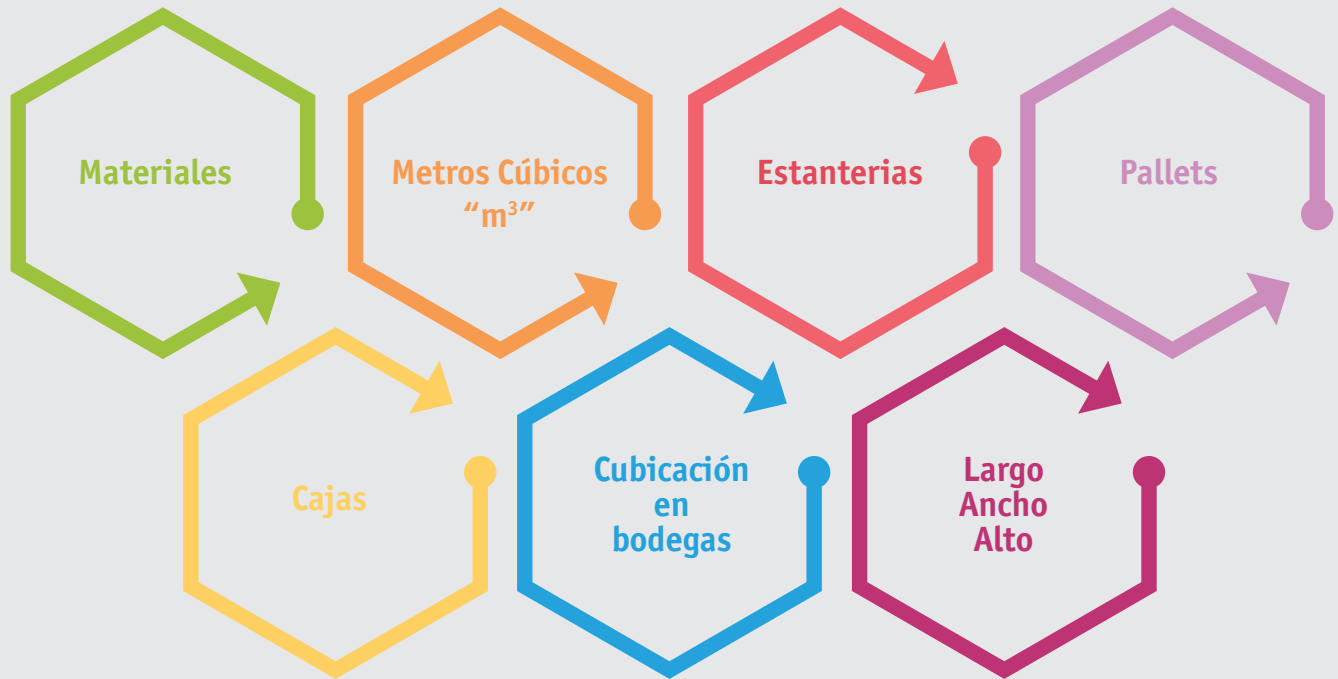 Materiales
Metros Cúbicos
“m³”
Estanterias
Pallets
Cajas
Cubicación
en
bodegas
Largo
Ancho
Alto